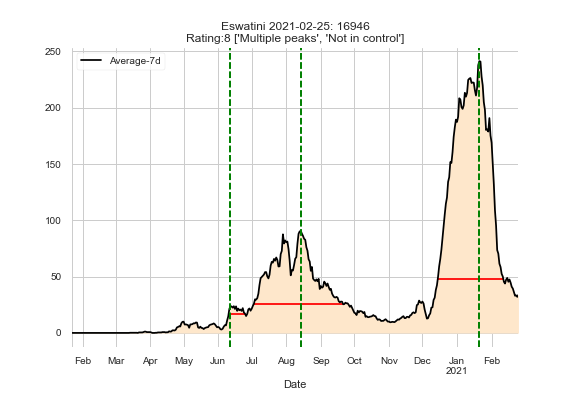 Eswatini 2021-02-25: 16946
Rating:8 ['Multiple peaks', 'Not in control']
Average-7d
250
200
150
100
50
0
Feb Mar Apr May Jun Jul Aug Sep Oct Nov Dec Jan Feb
2021
Date